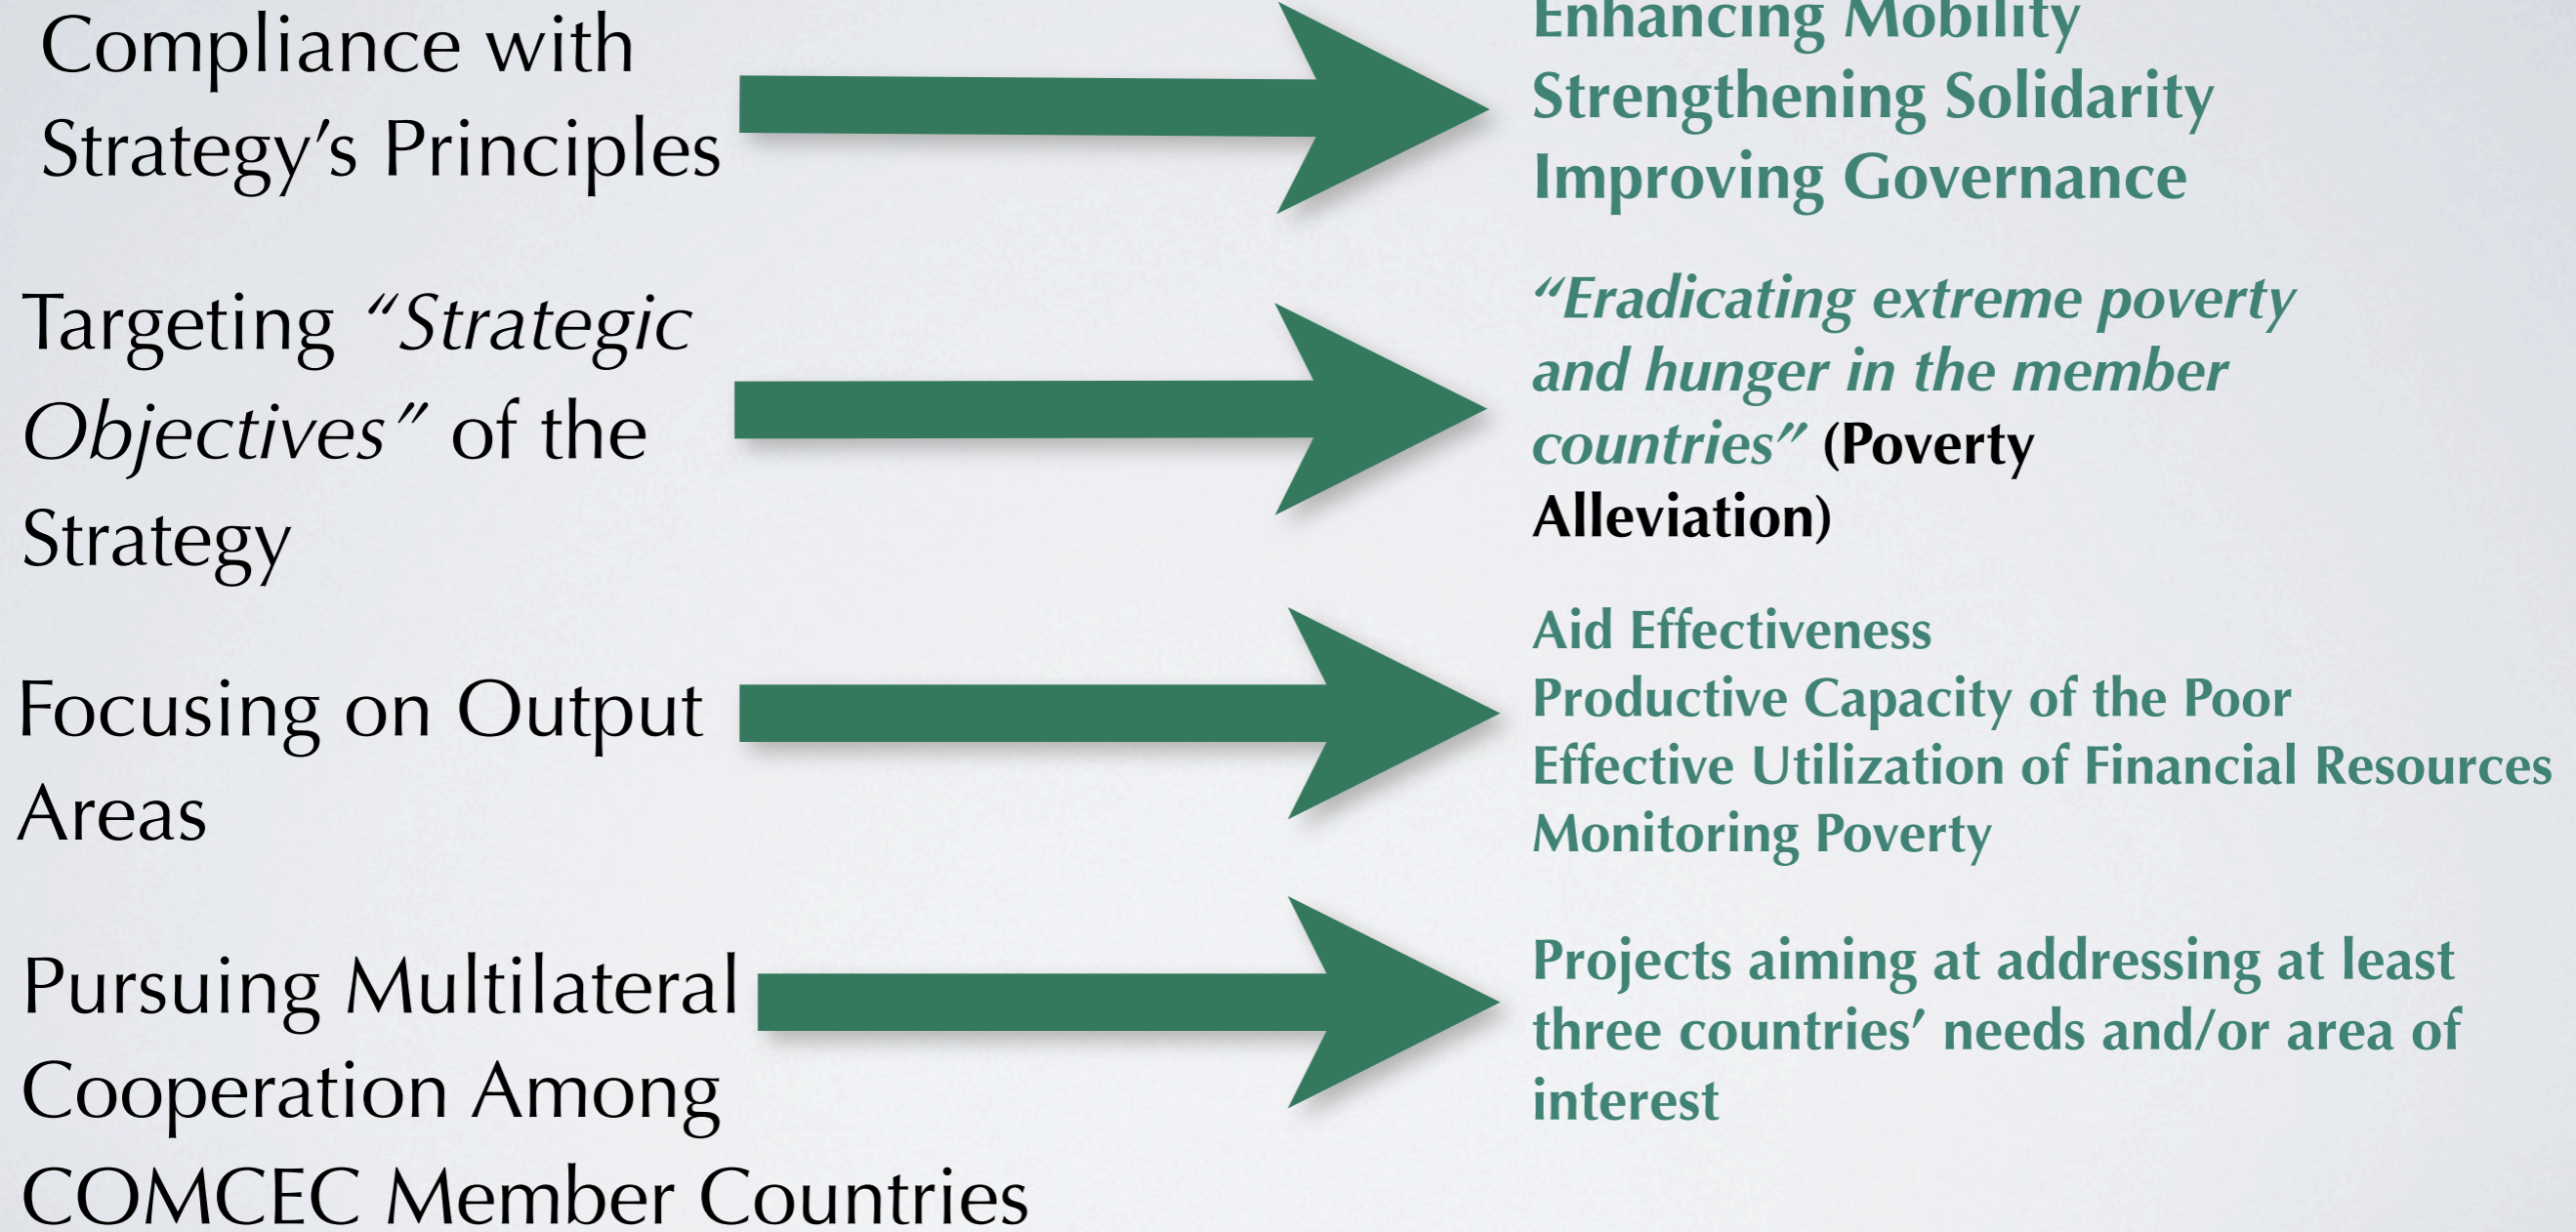 Compliance with
Strategy’s Principles
Enhancing Mobility
Strengthening Solidarity
Improving Governance
Targeting “Strategic
Objectives” of the
Strategy
“Eradicating extreme poverty
and hunger in the member
countries” (Poverty
Alleviation)
Focusing on Output
Areas
Aid Effectiveness
Productive Capacity of the Poor
Effective Utilization of Financial Resources
Monitoring Poverty
Pursuing Multilateral
Cooperation Among
COMCEC Member Countries
Projects aiming at addressing at least
three countries’ needs and/or area of
interest